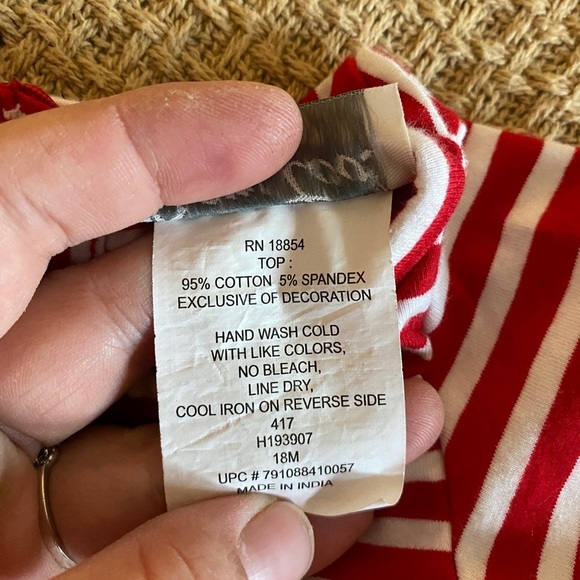 RN 18854
TOP :
95% COTTON 5% SPANDEX
EXCLUSIVE OF DECORATION
HAND WASH COLD
WITH LIKE COLORS,
NO BLEACH,
LINE DRY,
COOL IRON ON REVERSE SIDE
417
H193907
18M
UPC # 791088410057
MADE IN INDIA